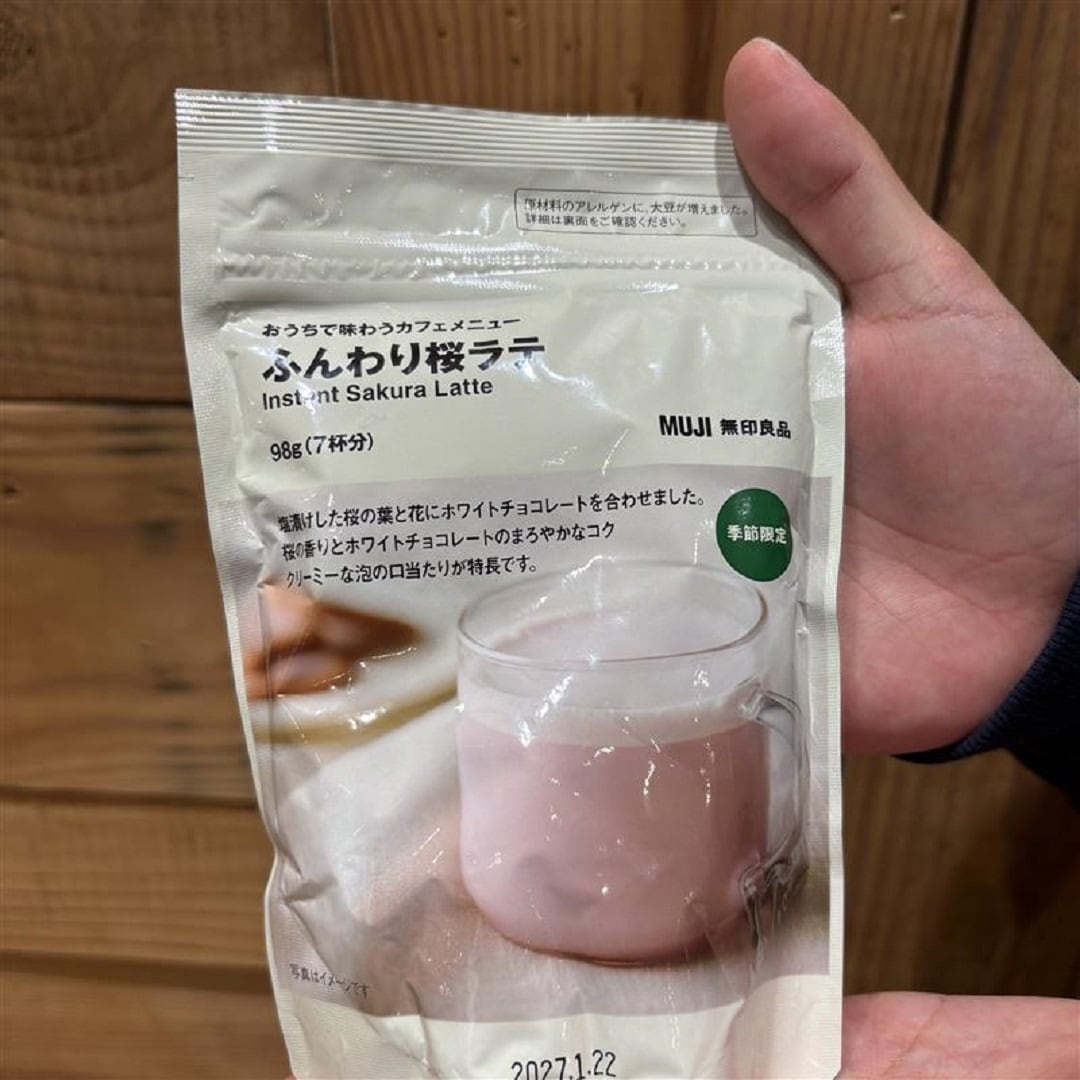 原材料のアレルゲンに、大豆が増えました。
詳細は裏面をご確認ください。
おうちで味わうカフェメニュー
ふんわり桜ラテ
Instant Sakura Latte
98g(7杯分)
MUJI 無印良品
塩漬けした桜の葉と花にホワイトチョコレートを合わせました。
桜の香りとホワイトチョコレートのまろやかなコク
クリーミーな泡の口当たりが特長です。
季節限定
写真はイメージです
2027.1.22